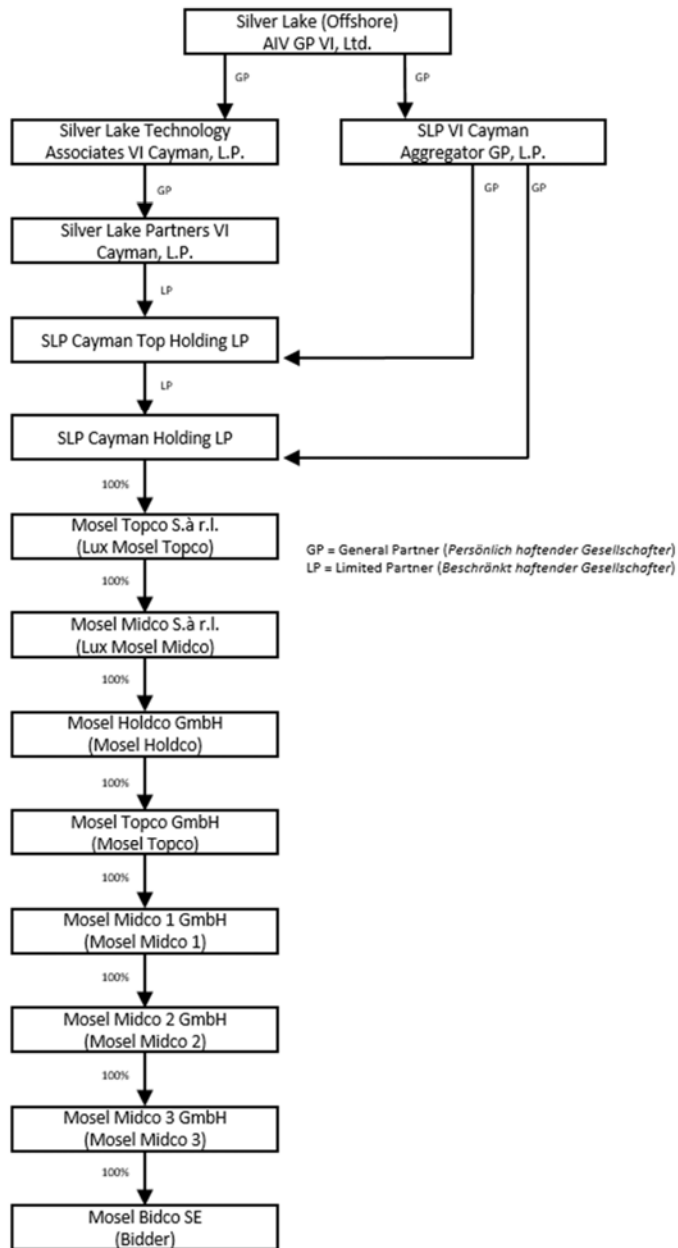 Silver Lake (Offshore)
AIV GP VI, Ltd.
GP
GP
Silver Lake Technology
Associates VI Cayman, L.P.
SLP VI Cayman
Aggregator GP, L.P.
GP
GP
GP
Silver Lake Partners VI
Cayman, L.P.
LP
SLP Cayman Top Holding LP
LP
SLP Cayman Holding LP
100%
Mosel Topco S.à r.l.
(Lux Mosel Topco)
GP = General Partner (Persönlich haftender Gesellschafter)
LP = Limited Partner (Beschränkt haftender Gesellschafter)
100%
Mosel Midco S.à r.l.
(Lux Mosel Midco)
100%
Mosel Holdco GmbH
(Mosel Holdco)
100%
Mosel Topco GmbH
(Mosel Topco)
100%
Mosel Midco 1 GmbH
(Mosel Midco 1)
100%
Mosel Midco 2 GmbH
(Mosel Midco 2)
100%
Mosel Midco 3 GmbH
(Mosel Midco 3)
100%
Mosel Bidco SE
(Bidder)